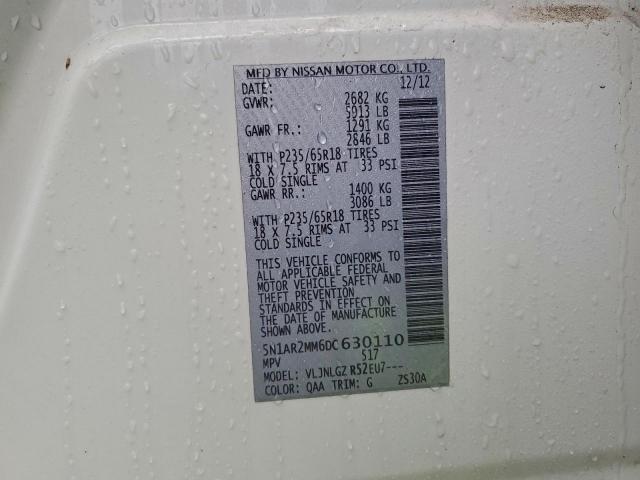 MFD BY NISSAN MOTOR CO., LTD.
DATE: 12/12
GVWR: 2682 KG
5913 LB
GAWR FR.: 1291 KG
2846 LB
WITH P235/65R18 TIRES
18 X 7.5 RIMS AT 33 PSI
COLD SINGLE
GAWR RR.: 1400 KG
3086 LB
WITH P235/65R18 TIRES
18 X 7.5 RIMS AT 33 PSI
COLD SINGLE
THIS VEHICLE CONFORMS TO
ALL APPLICABLE FEDERAL
MOTOR VEHICLE SAFETY AND
THEFT PREVENTION
STANDARDS IN EFFECT ON
THE DATE OF MANUFACTURE
SHOWN ABOVE.
5N1AR2MM6DC630110
MPV 517
MODEL: VLJNLGZ R52EU7---
COLOR: QAA TRIM: G ZS30A